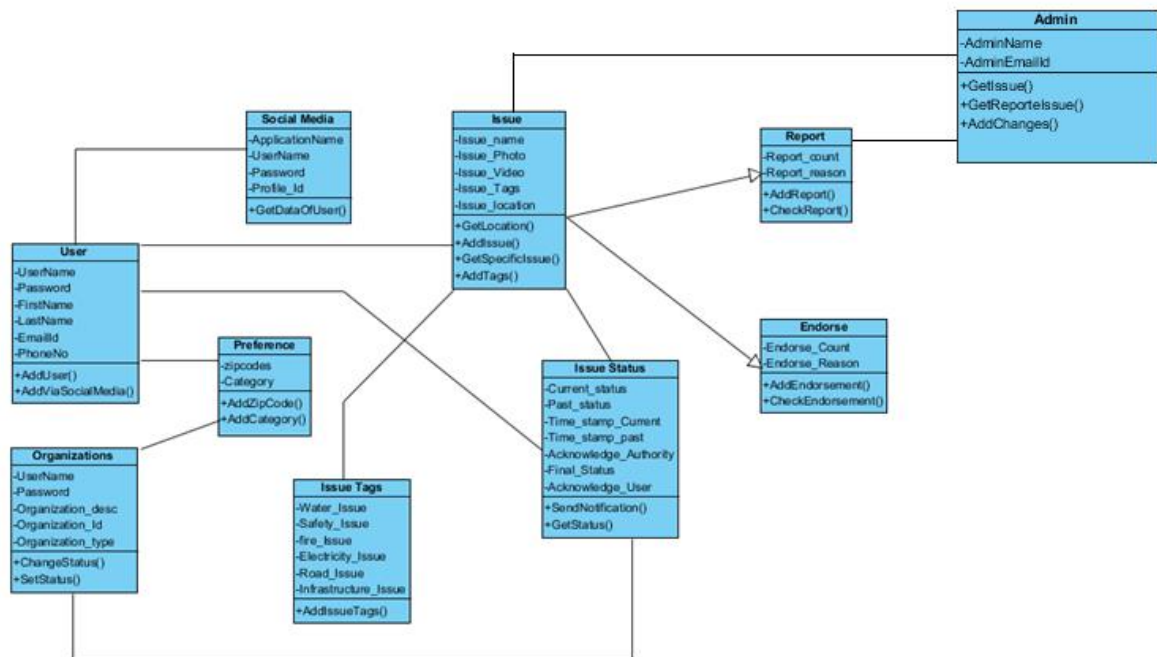 Admin
-AdminName
-AdminEmailId
+GetIssue()
+GetReporteIssue()
+AddChanges()
Social Media
-ApplicationName
-UserName
-Password
-Profile_Id
+GetDataOfUser()
Issue
-Issue_name
-Issue_Photo
-Issue_Video
-Issue_Tags
-Issue_location
+GetLocation()
+AddIssue()
+GetSpecificIssue()
+AddTags()
Report
-Report_count
-Report_reason
+AddReport()
+CheckReport()
User
-UserName
-Password
-FirstName
-LastName
-EmailId
-PhoneNo
+AddUser()
+AddViaSocialMedia()
Preference
-zipcodes
-Category
+AddZipCode()
+AddCategory()
Endorse
-Endorse_Count
-Endorse_Reason
+AddEndorsement()
+CheckEndorsement()
Issue Status
-Current_status
-Past_status
-Time_stamp_Current
-Time_stamp_past
-Acknowledge_Authority
-Final_Status
-Acknowledge_User
+SendNotification()
+GetStatus()
Organizations
-UserName
-Password
-Organization_desc
-Organization_Id
-Organization_type
+ChangeStatus()
+SetStatus()
Issue Tags
-Water_Issue
-Safety_Issue
-fire_Issue
-Electricity_Issue
-Road_Issue
-Infrastructure_Issue
+AddIssueTags()